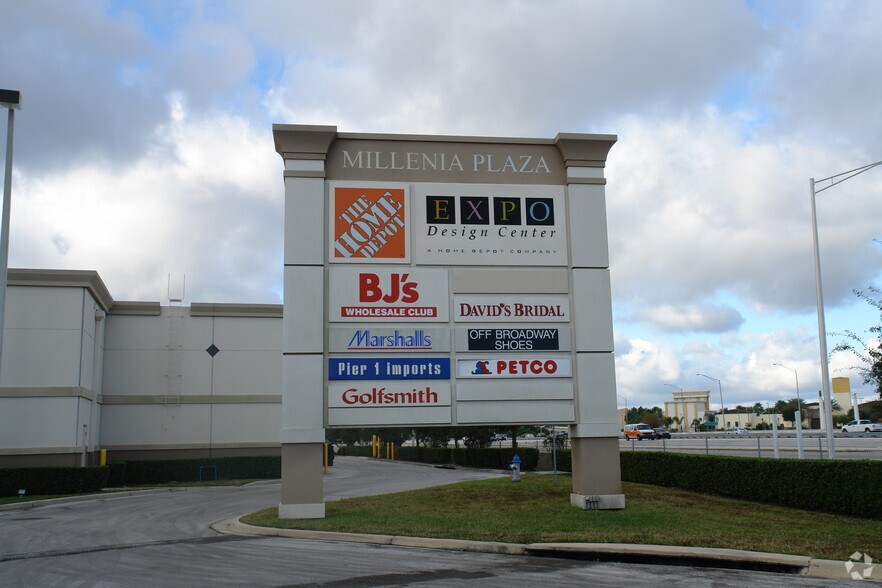 MILLENIA PLAZA
THE
HOME
DEPOT
EXPO
Design Center
A HOME DEPOT COMPANY
BJ's
WHOLESALE CLUB
DAVID'S BRIDAL
Marshalls
OFF BROADWAY
SHOES
Pier 1 imports
PETCO
Golfsmith